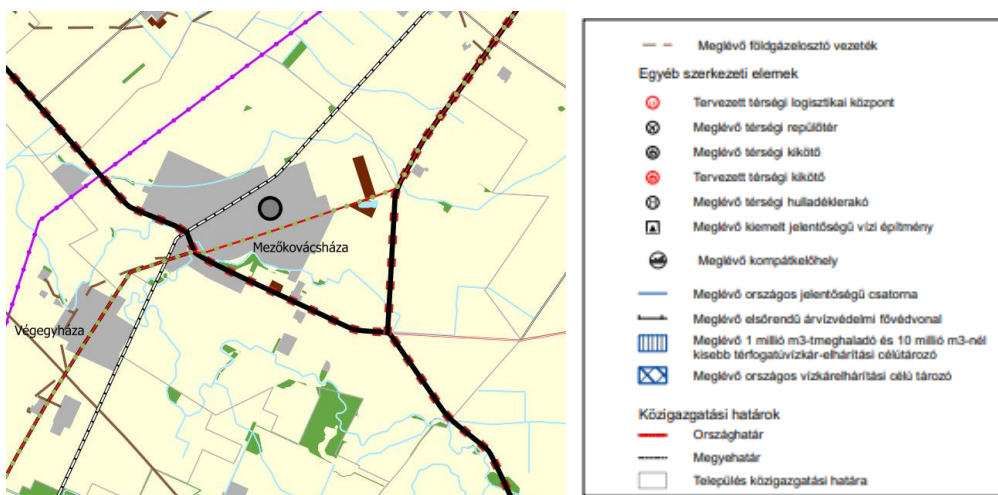 Mezőkovácsháza
Végegyháza
Meglévő földgázelosztó vezeték
Egyéb szerkezeti elemek
Tervezett térségi logisztikai központ
Meglévő térségi repülőtér
Meglévő térségi kikötő
Tervezett térségi kikötő
Meglévő térségi hulladéklerakó
Meglévő kiemelt jelentőségű vízi építmény
Meglévő kompátkelőhely
Meglévő országos jelentőségű csatorna
Meglévő elsőrendű árvízvédelmi fővédvonal
Meglévő 1 millió m3-tmeghaladó és 10 millió m3-nél
kisebb térfogatúvízkár-elhárítási célútározó
Meglévő országos vízkárelhárítási célú tározó
Közigazgatási határok
Országhatár
Megyehatár
Település közigazgatási határa